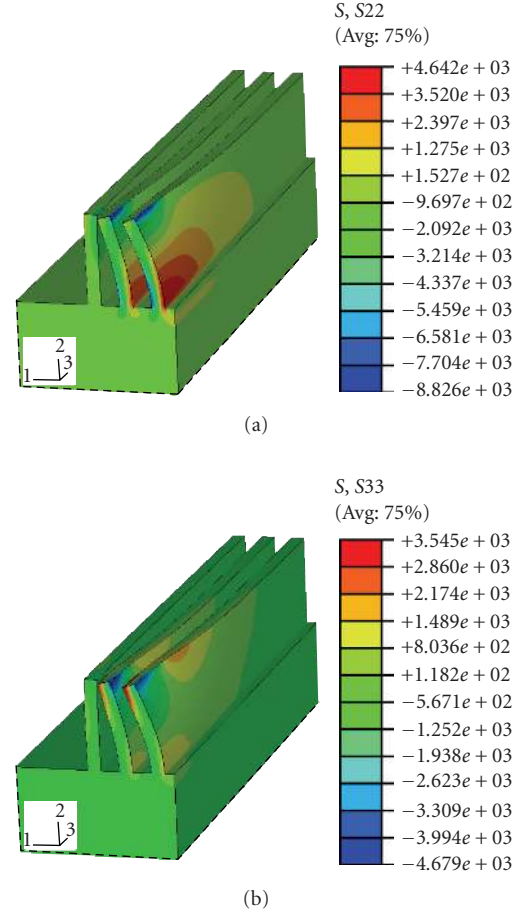 S, S22
(Avg: 75%)
+4.642e + 03
+3.520e + 03
+2.397e + 03
+1.275e + 03
+1.527e + 02
−9.697e + 02
−2.092e + 03
−3.214e + 03
−4.337e + 03
−5.459e + 03
−6.581e + 03
−7.704e + 03
−8.826e + 03
2
3
1
(a)
S, S33
(Avg: 75%)
+3.545e + 03
+2.860e + 03
+2.174e + 03
+1.489e + 03
+8.036e + 02
+1.182e + 02
−5.671e + 02
−1.252e + 03
−1.938e + 03
−2.623e + 03
−3.309e + 03
−3.994e + 03
−4.679e + 03
2
3
1
(b)